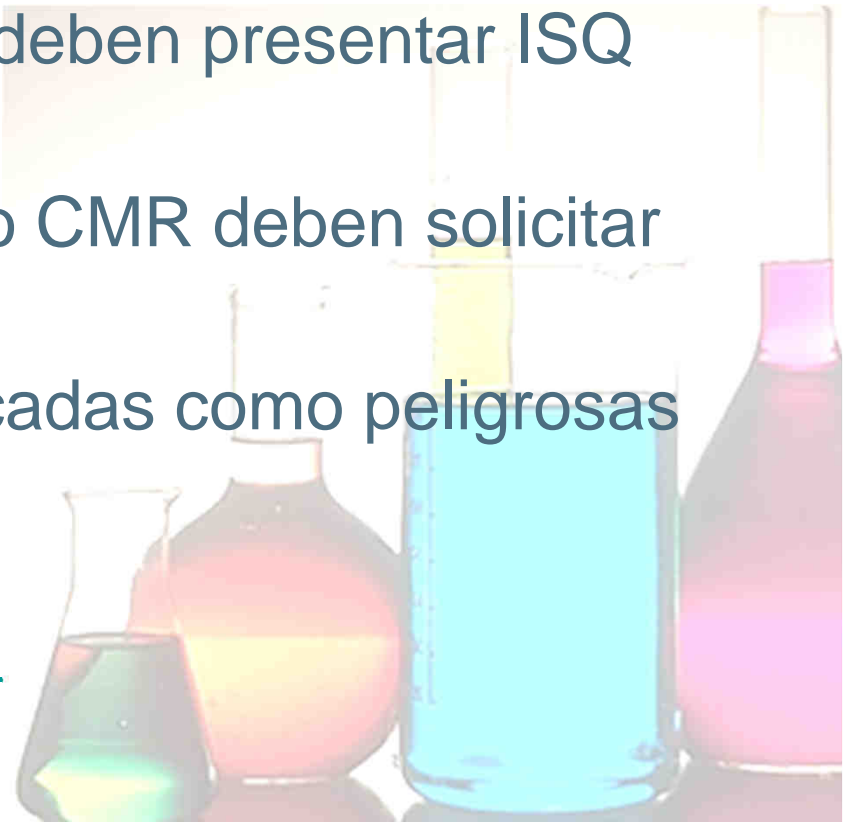 deben presentar ISQ
o CMR deben solicitar
cadas como peligrosas